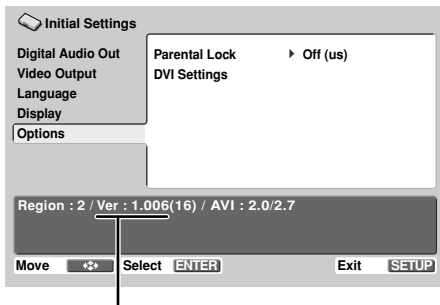 Initial Settings
Digital Audio Out
Video Output
Language
Display
Options
Parental Lock Off (us)
DVI Settings
Region : 2 / Ver : 1.006(16) / AVI : 2.0/2.7
Move Select ENTER Exit SETUP